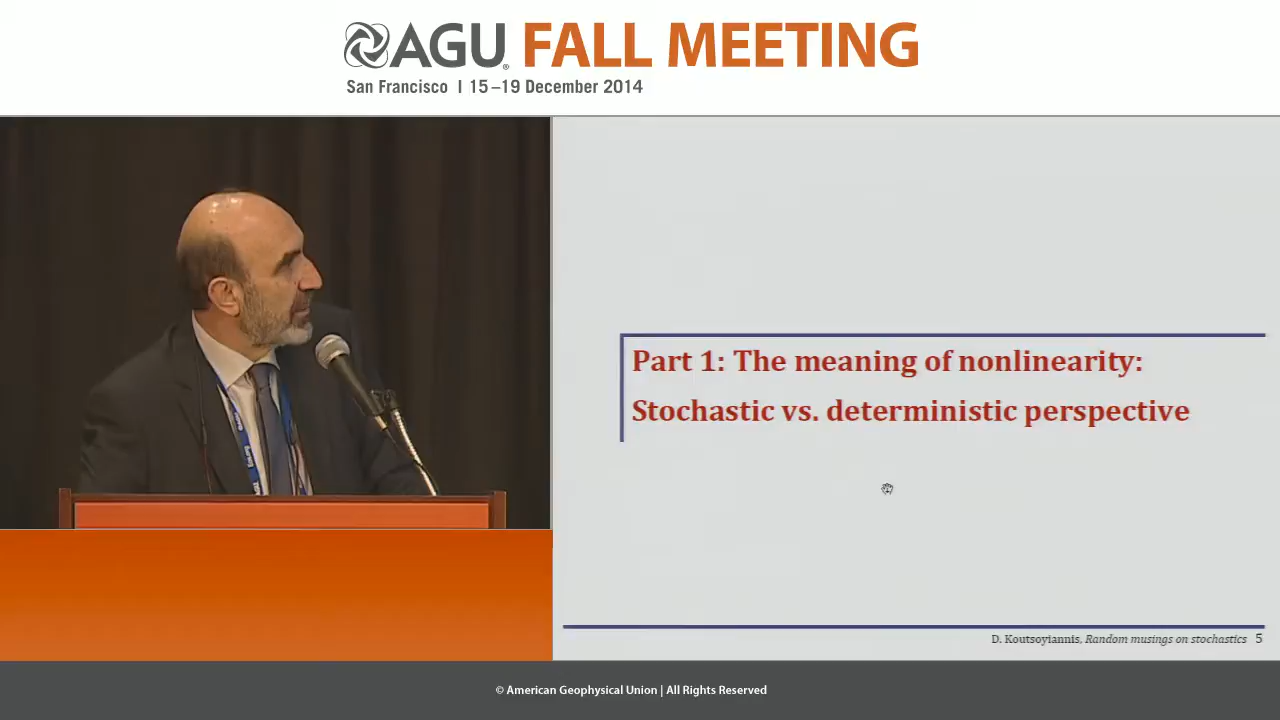 AGU® FALL MEETING
San Francisco | 15–19 December 2014
Part 1: The meaning of nonlinearity:
Stochastic vs. deterministic perspective
D. Koutsoyiannis, Random musings on stochastics 5
© American Geophysical Union | All Rights Reserved